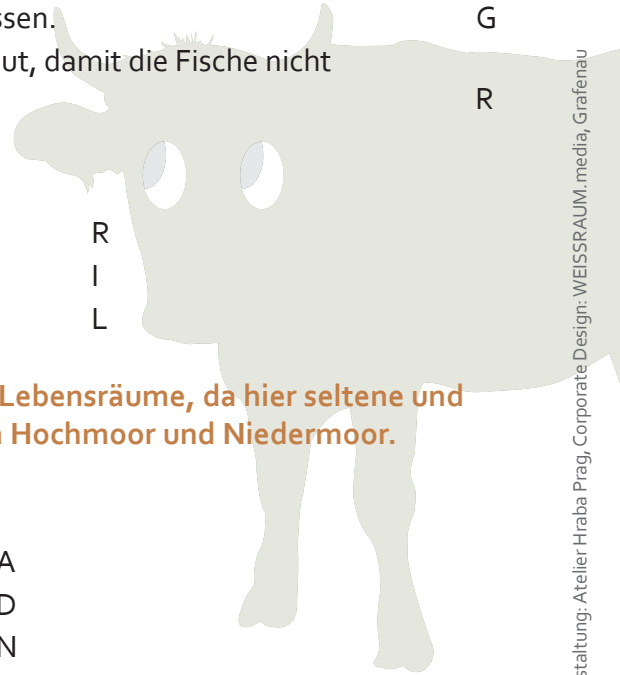 ssen.
ut, damit die Fische nicht
G
R
R
I
L
Lebensräume, da hier seltene und
Hochmoor und Niedermoor.
A
D
N
staltung: Atelier Hraba Prag, Corporate Design: WEISSRAUM.media, Grafenau